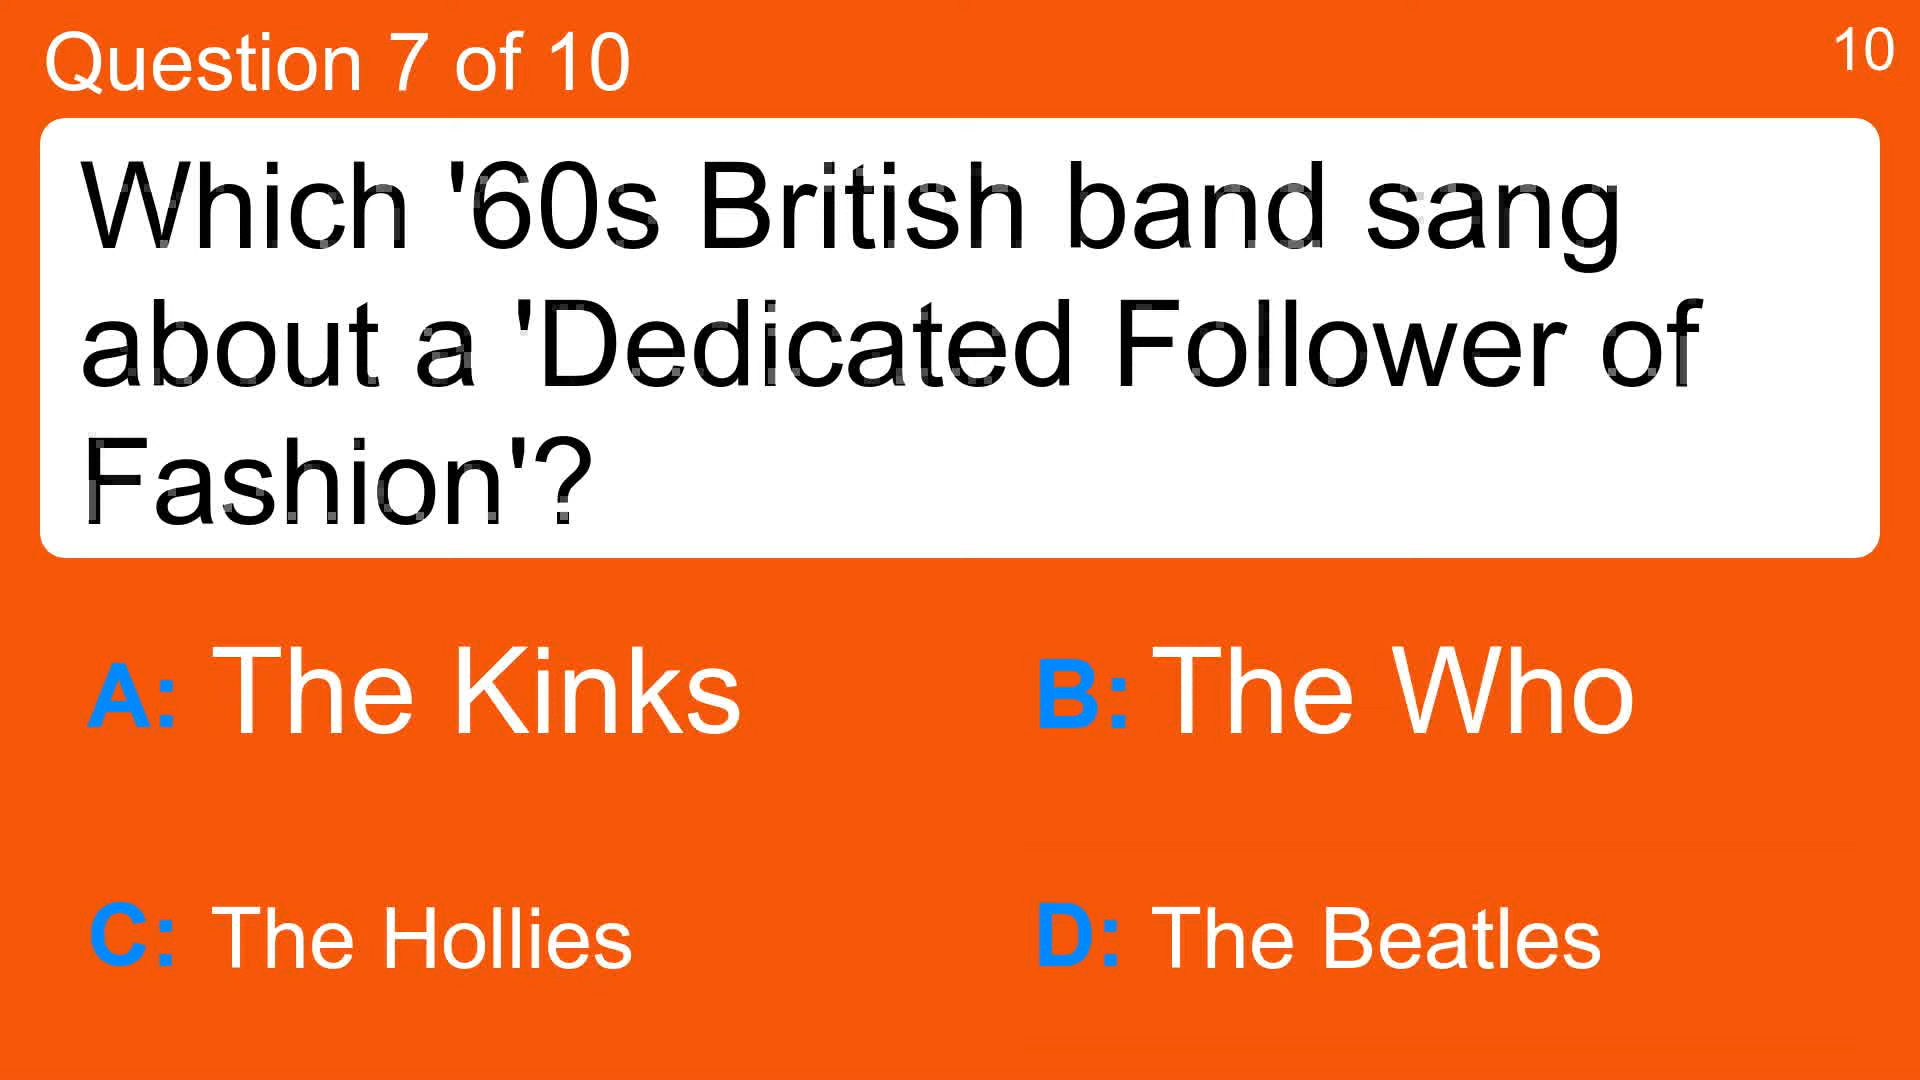 Question 7 of 10
10
Which '60s British band sang
about a 'Dedicated Follower of
Fashion'?
A: The Kinks
B: The Who
C: The Hollies
D: The Beatles